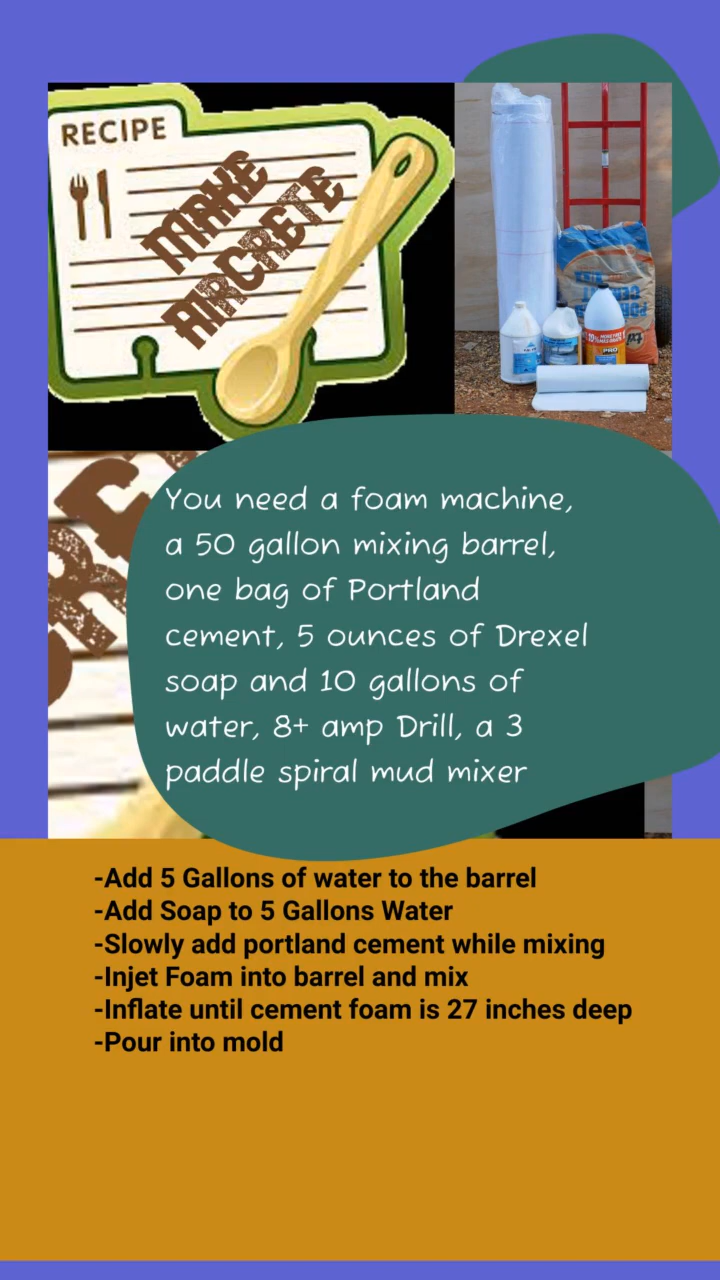 RECIPE
MAKE
AIRCRETE
You need a foam machine,
a 50 gallon mixing barrel,
one bag of Portland
cement, 5 ounces of Drexel
soap and 10 gallons of
water, 8+ amp Drill, a 3
paddle spiral mud mixer
-Add 5 Gallons of water to the barrel
-Add Soap to 5 Gallons Water
-Slowly add portland cement while mixing
-Injet Foam into barrel and mix
-Inflate until cement foam is 27 inches deep
-Pour into mold